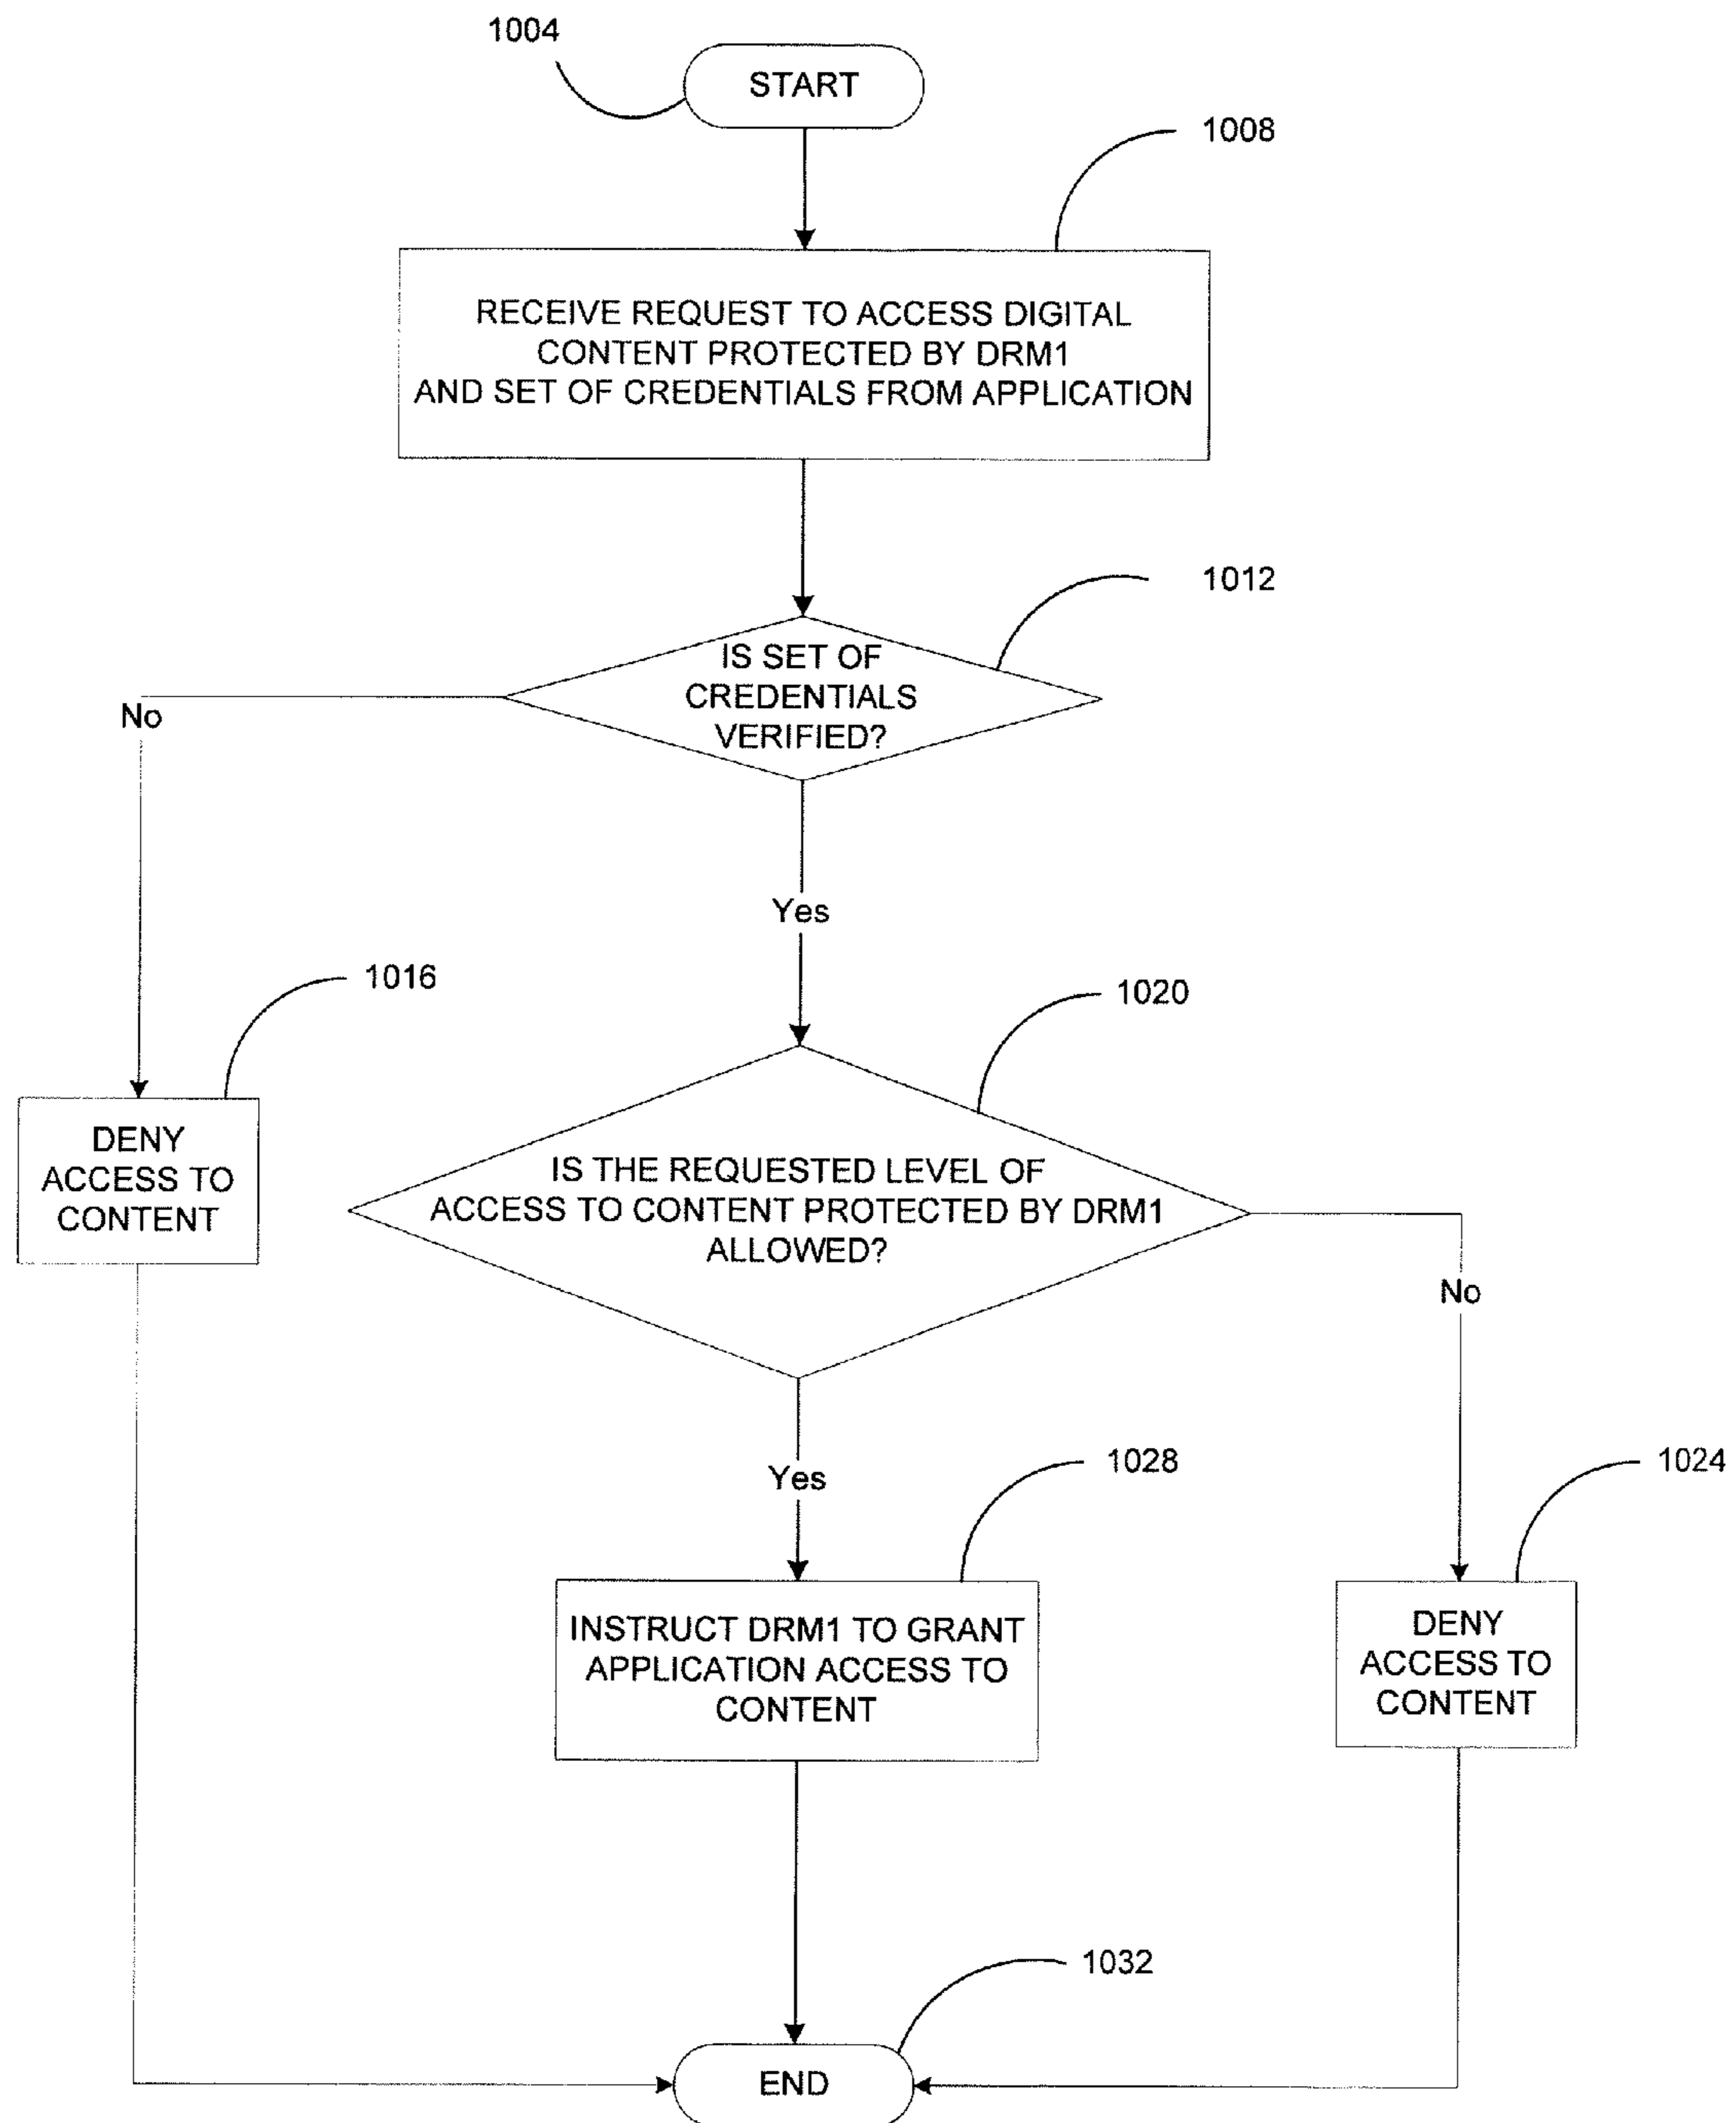 1004
START
1008
RECEIVE REQUEST TO ACCESS DIGITAL
CONTENT PROTECTED BY DRM1
AND SET OF CREDENTIALS FROM APPLICATION
1012
IS SET OF
CREDENTIALS
VERIFIED?
No
Yes
1016
DENY
ACCESS TO
CONTENT
1020
IS THE REQUESTED LEVEL OF
ACCESS TO CONTENT PROTECTED BY DRM1
ALLOWED?
No
Yes
1028
INSTRUCT DRM1 TO GRANT
APPLICATION ACCESS TO
CONTENT
1024
DENY
ACCESS TO
CONTENT
1032
END